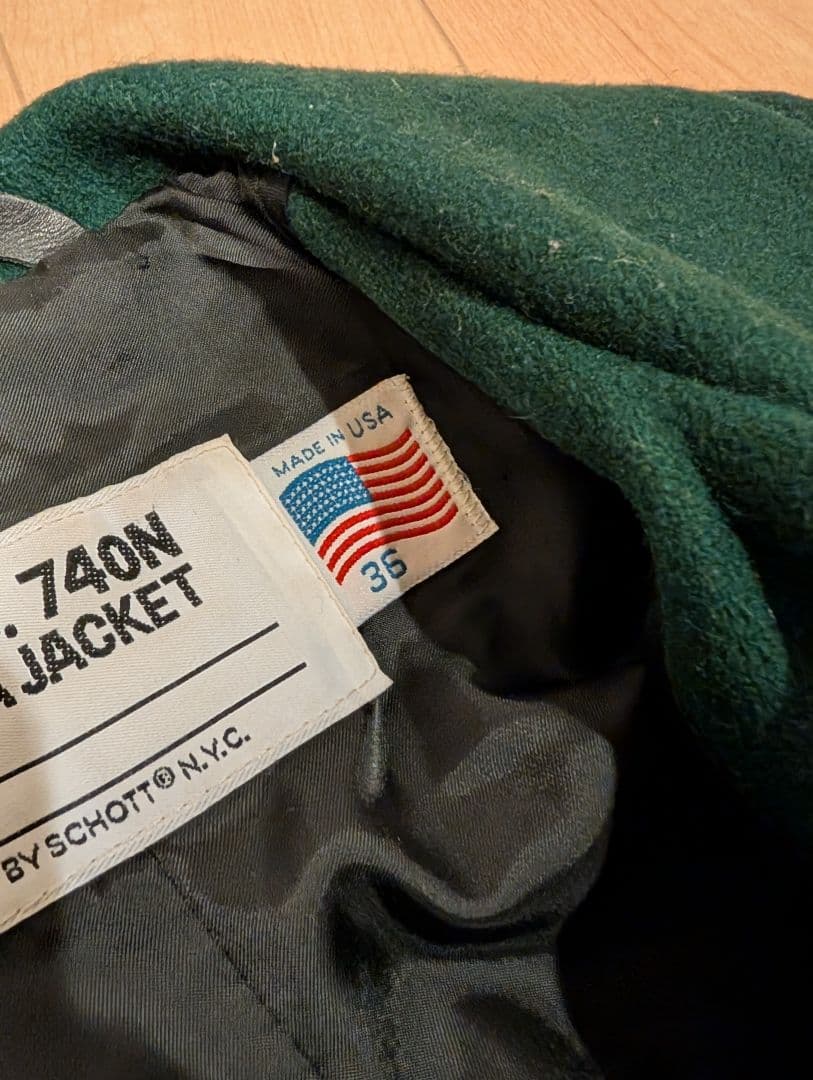 MADE IN USA
36
. 740N
JACKET
BY SCHOTT® N.Y.C.